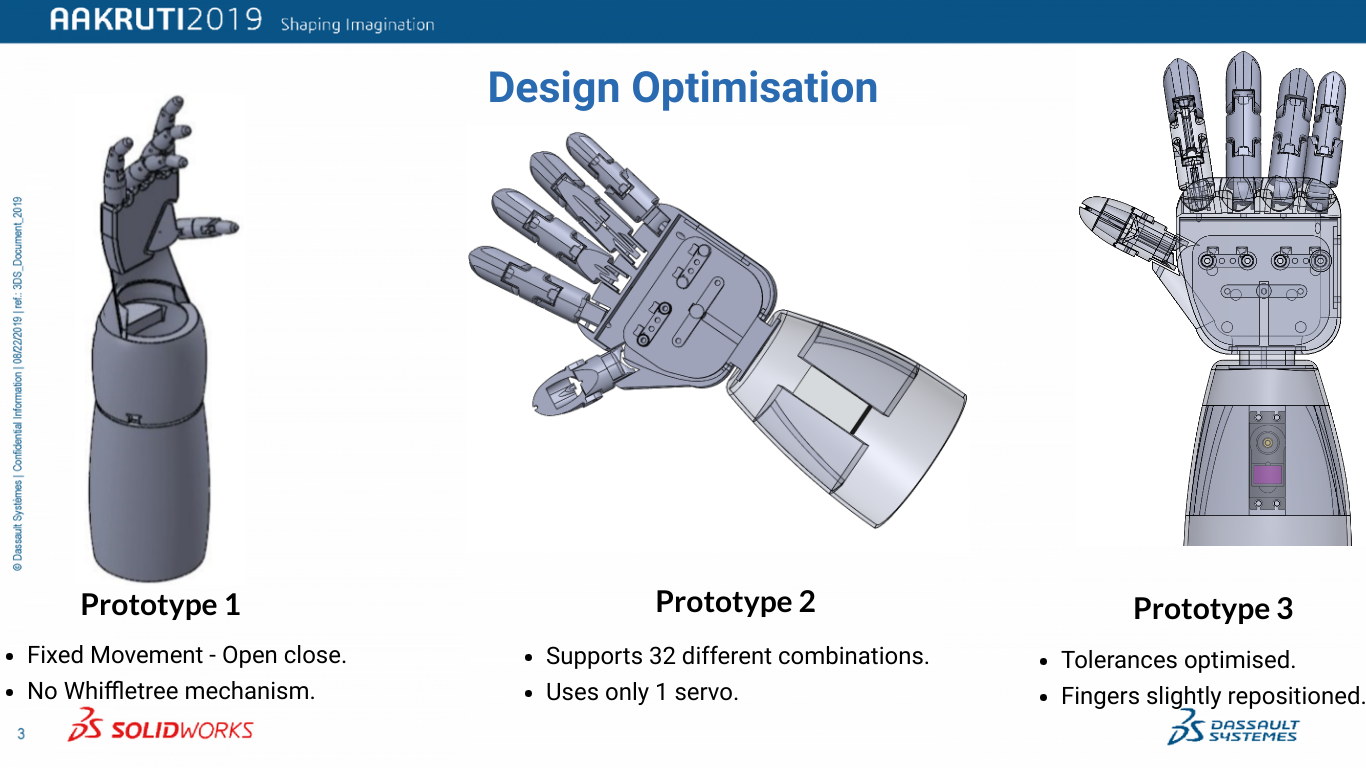 AAKRUTI2019 Shaping Imagination
Design Optimisation
© Dassault Systèmes | Confidential Information | 08/22/2019 | ref.: 3DS_Document_2019
Prototype 1
Fixed Movement - Open close.
No Whiffletree mechanism.
Prototype 2
Supports 32 different combinations.
Uses only 1 servo.
Prototype 3
Tolerances optimised.
Fingers slightly repositioned.
3
3S SOLIDWORKS
3S DASSAULT
SYSTEMES